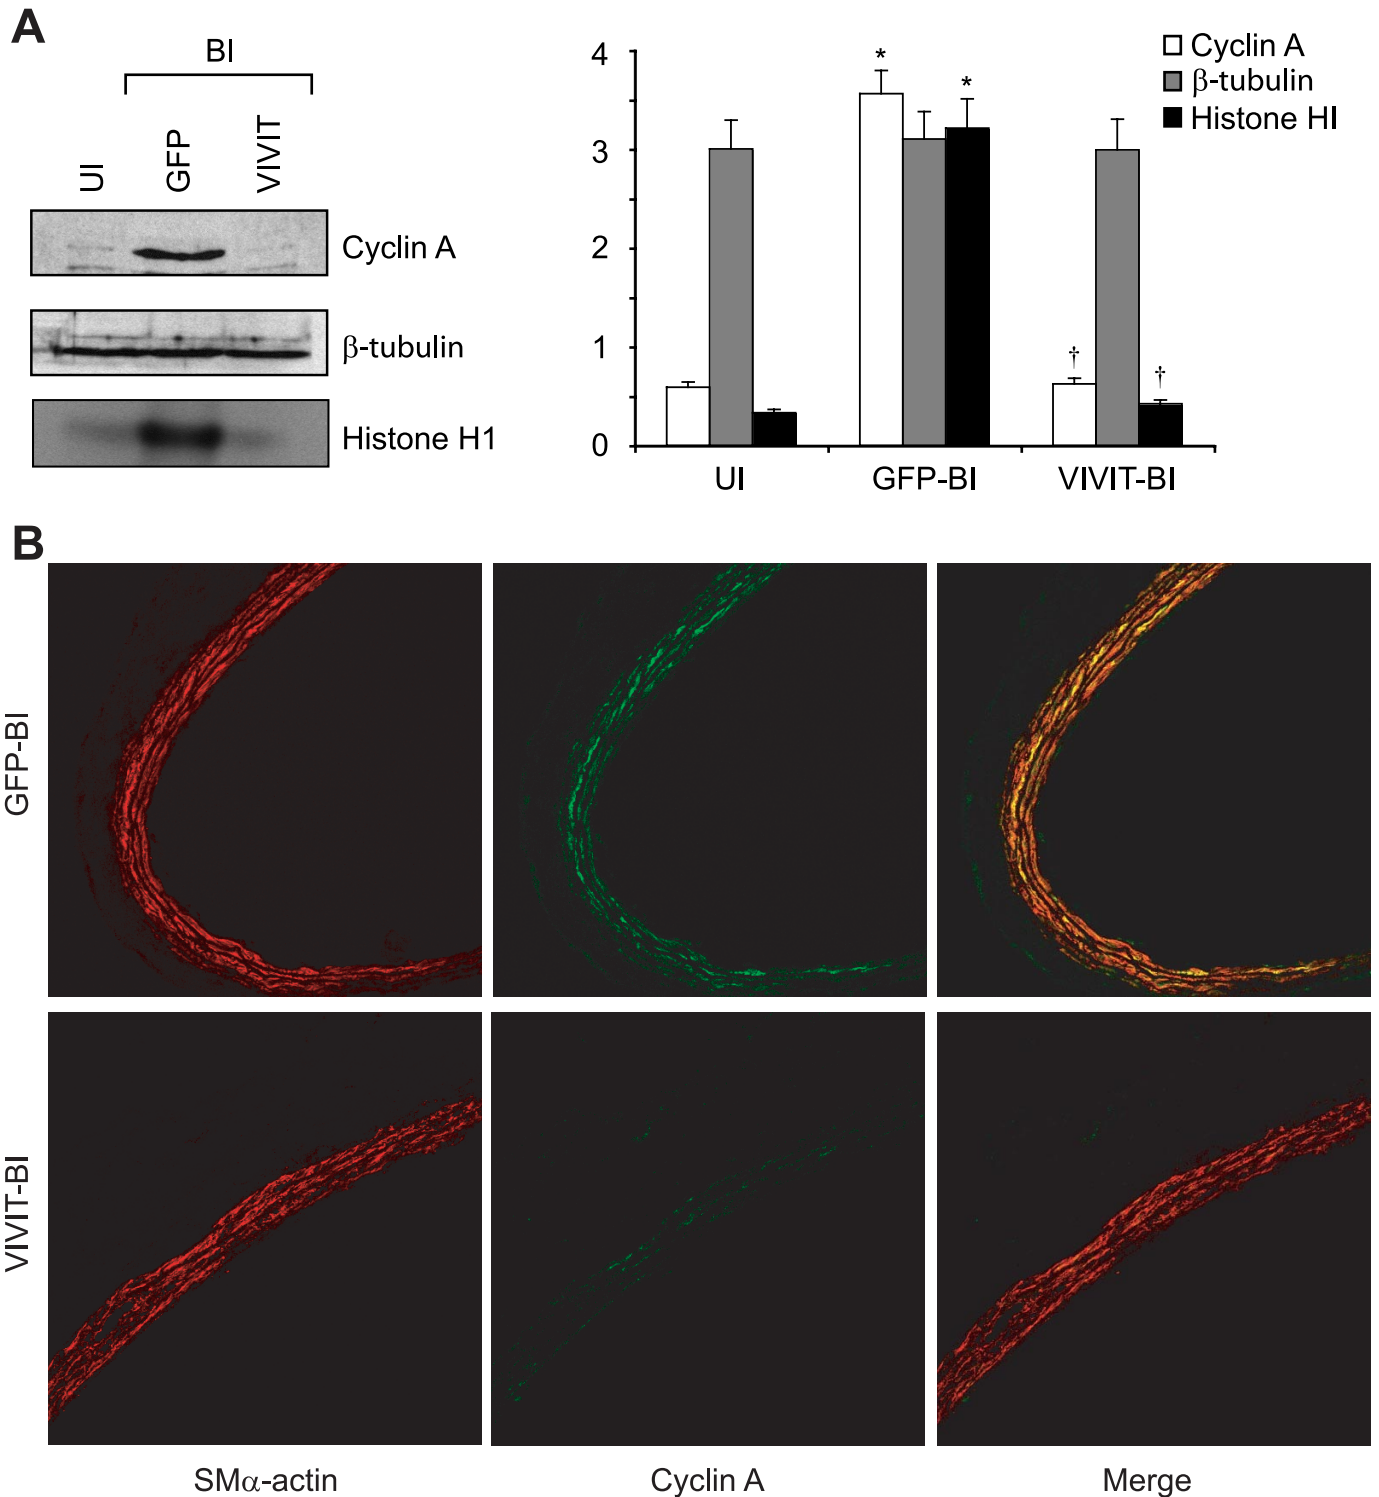 A
BI
UI
GFP
VIVIT
Cyclin A
β-tubulin
Histone H1
4
3
2
1
0
*
*
†
†
UI
GFP-BI
VIVIT-BI
Cyclin A
β-tubulin
Histone HI
B
GFP-BI
VIVIT-BI
SMα-actin
Cyclin A
Merge